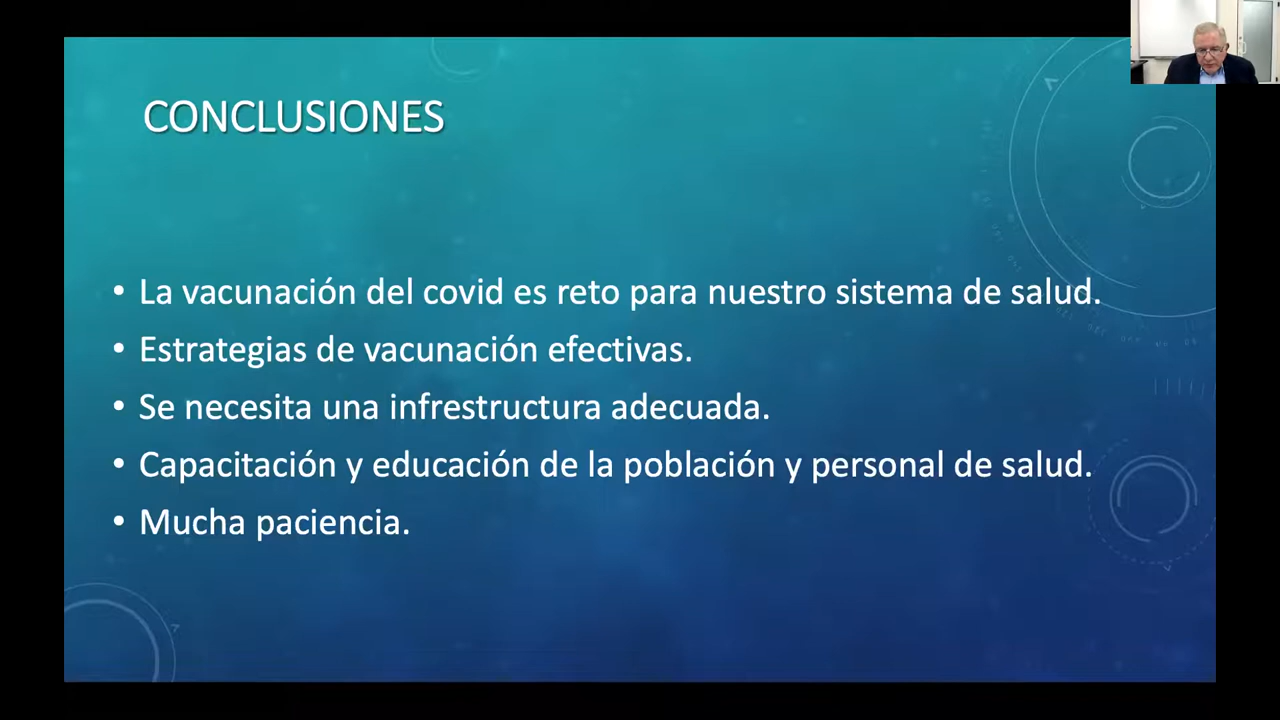 CONCLUSIONES
• La vacunación del covid es reto para nuestro sistema de salud.
• Estrategias de vacunación efectivas.
• Se necesita una infrestructura adecuada.
• Capacitación y educación de la población y personal de salud.
• Mucha paciencia.